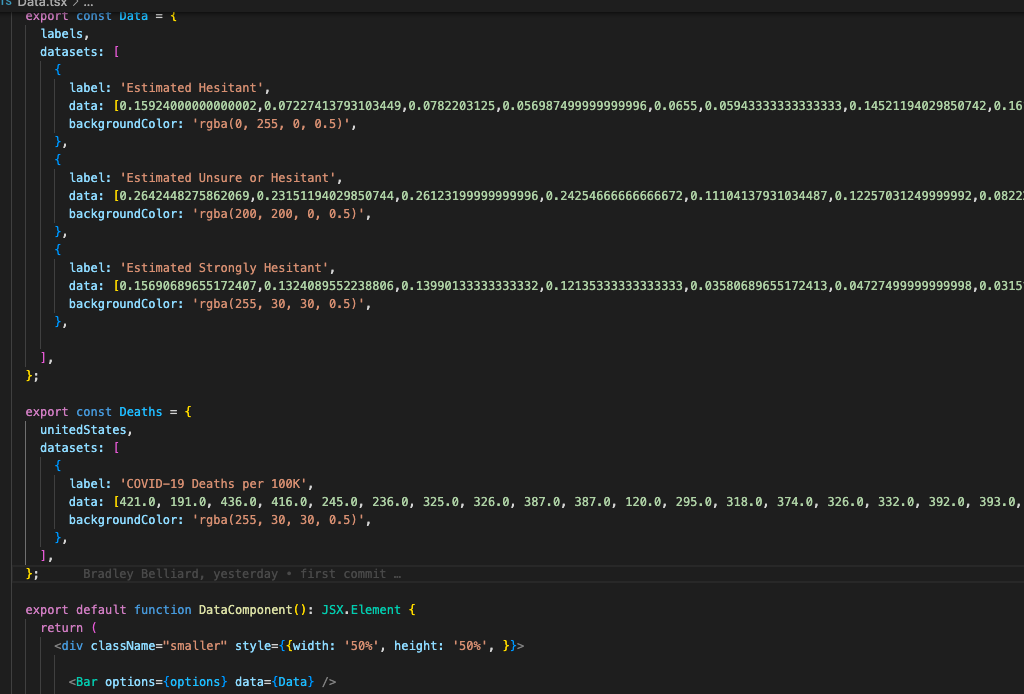 TS Data.tsx > ...
export const Data = {
labels,
datasets: [
{
label: 'Estimated Hesitant',
data: [0.15924000000000002,0.07227413793103449,0.0782203125,0.056987499999999996,0.0655,0.05943333333333333,0.14521194029850742,0.16
backgroundColor: 'rgba(0, 255, 0, 0.5)',
},
{
label: 'Estimated Unsure or Hesitant',
data: [0.2642448275862069,0.23151194029850744,0.26123199999999996,0.24254666666666672,0.11104137931034487,0.12257031249999992,0.0822
backgroundColor: 'rgba(200, 200, 0, 0.5)',
},
{
label: 'Estimated Strongly Hesitant',
data: [0.15690689655172407,0.1324089552238806,0.13990133333333332,0.12135333333333333,0.03580689655172413,0.04727499999999998,0.0315
backgroundColor: 'rgba(255, 30, 30, 0.5)',
},
],
};
export const Deaths = {
unitedStates,
datasets: [
{
label: 'COVID-19 Deaths per 100K',
data: [421.0, 191.0, 436.0, 416.0, 245.0, 236.0, 325.0, 326.0, 387.0, 387.0, 120.0, 295.0, 318.0, 374.0, 326.0, 332.0, 392.0, 393.0,
backgroundColor: 'rgba(255, 30, 30, 0.5)',
},
],
}; Bradley Belliard, yesterday • first commit …
export default function DataComponent(): JSX.Element {
return (
<div className="smaller" style={{width: '50%', height: '50%', }}>
<Bar options={options} data={Data} />